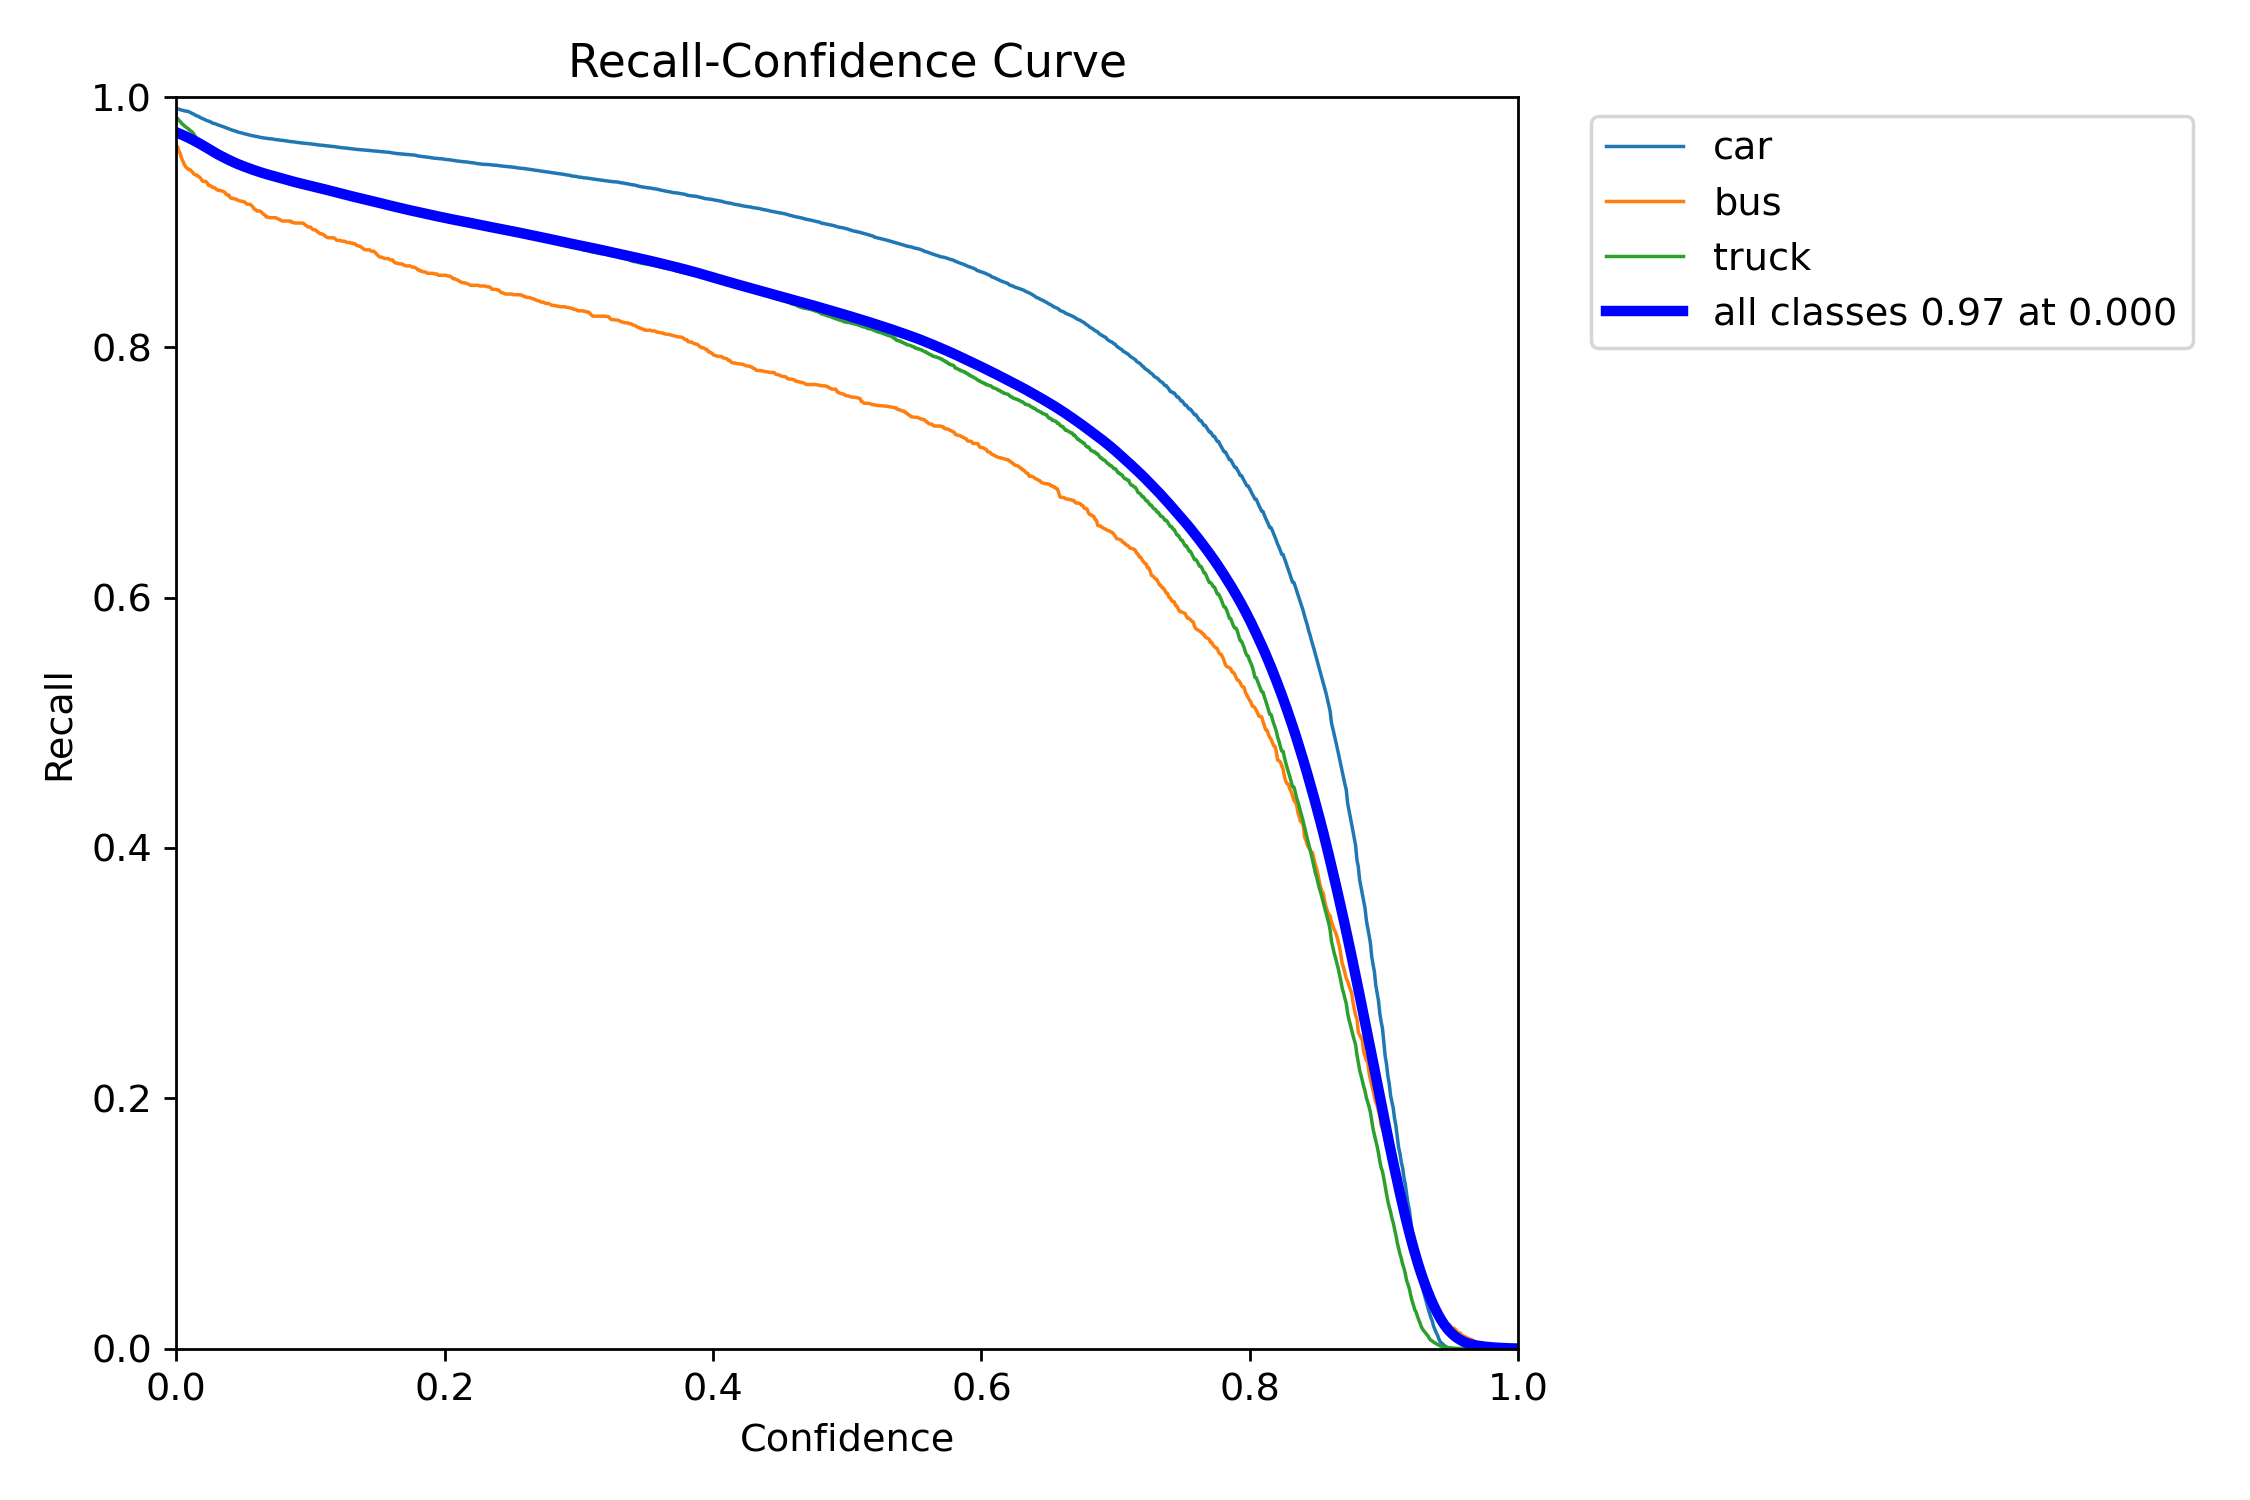 Recall-Confidence Curve
1.0
0.8
0.6
0.4
0.2
0.0
Recall
0.0 0.2 0.4 0.6 0.8 1.0
Confidence
car
bus
truck
all classes 0.97 at 0.000